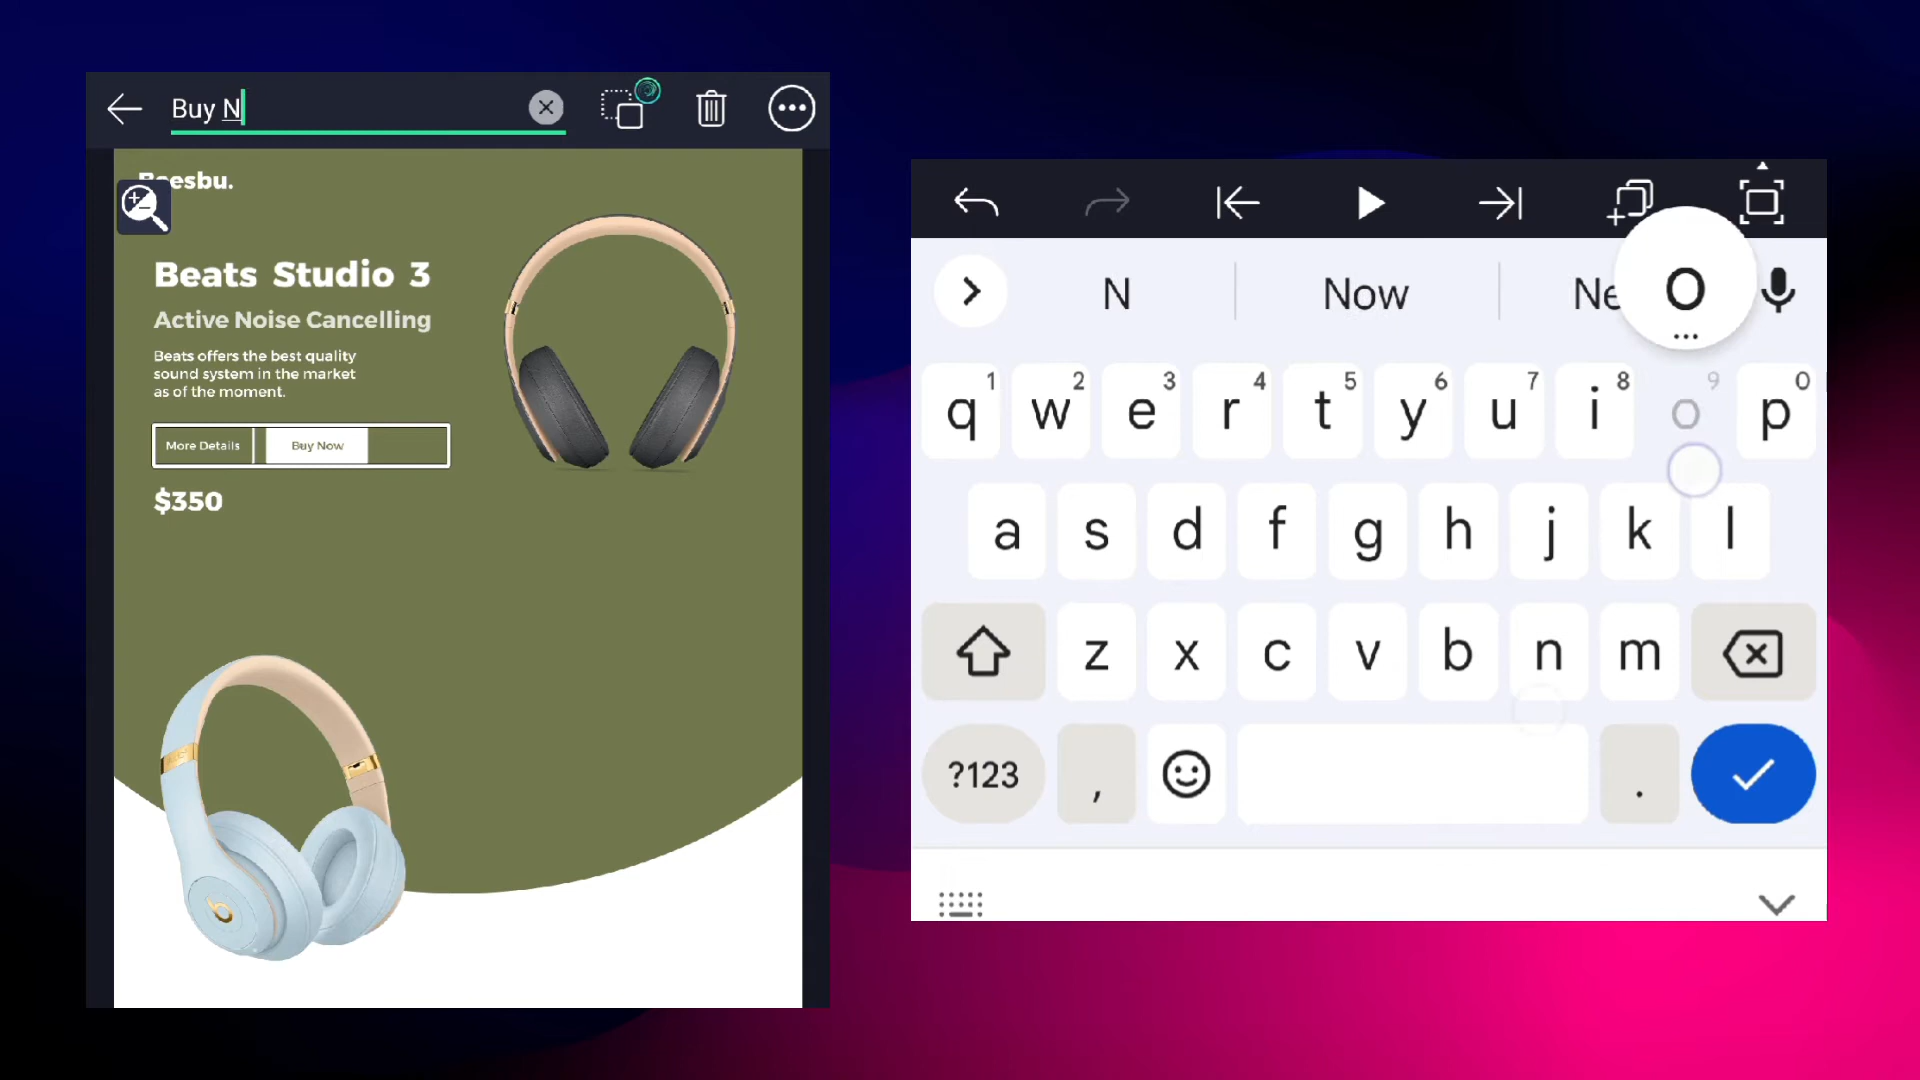 Buy N
Beesbu.
Beats Studio 3
Active Noise Cancelling
Beats offers the best quality
sound system in the market
as of the moment.
More Details
Buy Now
$350
N
Now
o
q 1 w 2 e 3 r 4 t 5 y 6 u 7 i 8 o 9 p 0
a s d f g h j k l
z x c v b n m
?123 , .